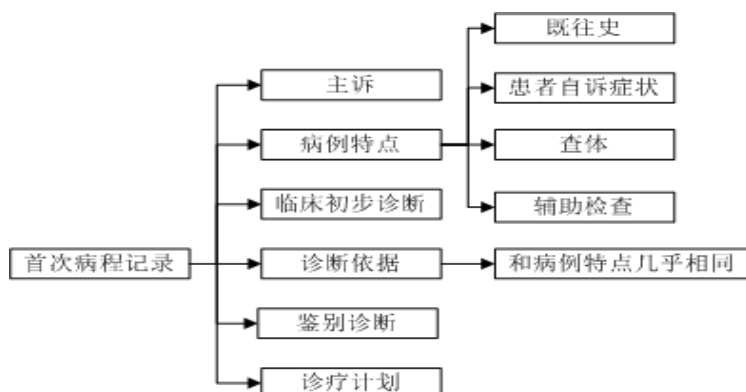 首次病程记录
主诉
病例特点
既往史
患者自诉症状
查体
辅助检查
临床初步诊断
诊断依据
和病例特点几乎相同
鉴别诊断
诊疗计划